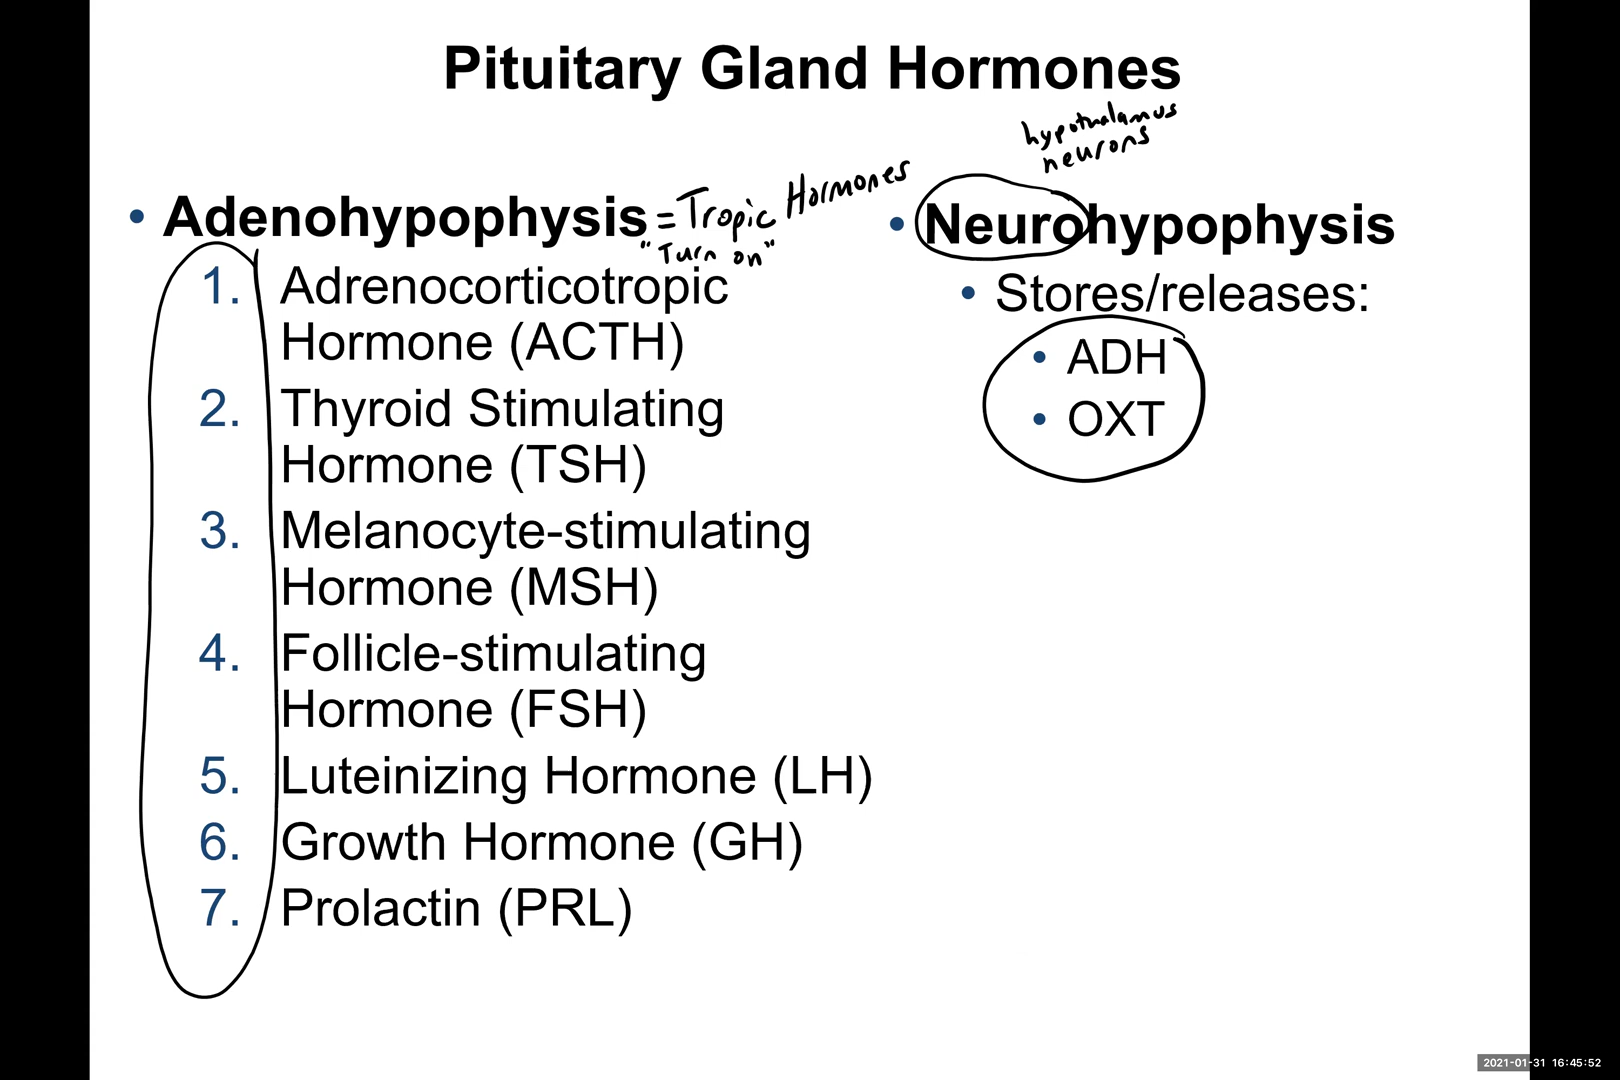 Pituitary Gland Hormones
hypothalamus
neurons
• Adenohypophysis = Tropic Hormones
"Turn on"
1. Adrenocorticotropic
Hormone (ACTH)
2. Thyroid Stimulating
Hormone (TSH)
3. Melanocyte-stimulating
Hormone (MSH)
4. Follicle-stimulating
Hormone (FSH)
5. Luteinizing Hormone (LH)
6. Growth Hormone (GH)
7. Prolactin (PRL)
• Neurohypophysis
• Stores/releases:
• ADH
• OXT
2021-01-31 16:45:52